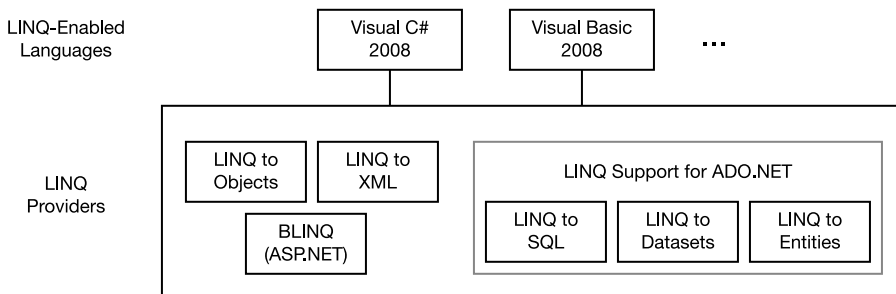 LINQ-Enabled
Languages
Visual C#
2008
Visual Basic
2008
...
LINQ
Providers
LINQ to
Objects
LINQ to
XML
BLINQ
(ASP.NET)
LINQ Support for ADO.NET
LINQ to
SQL
LINQ to
Datasets
LINQ to
Entities